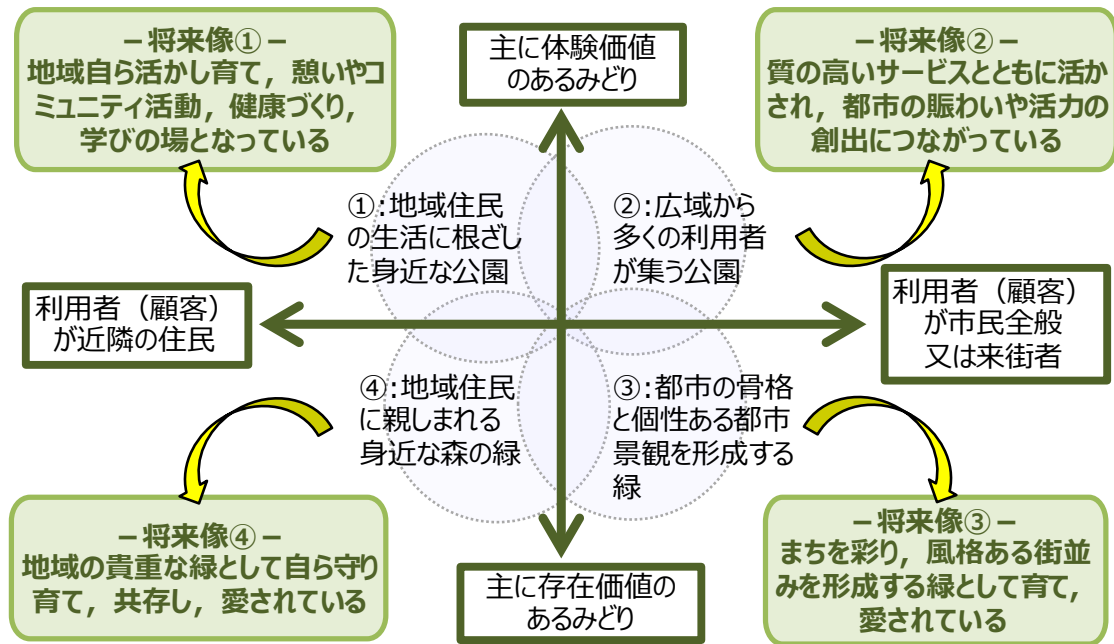 －将来像①－
地域自ら活かし育て，憩いやコ
ミュニティ活動，健康づくり，
学びの場となっている
主に体験価値
のあるみどり
－将来像②－
質の高いサービスとともに活か
され，都市の賑わいや活力の
創出につながっている
①:地域住民
の生活に根ざし
た身近な公園
②:広域から
多くの利用者
が集う公園
利用者（顧客）
が近隣の住民
利用者（顧客）
が市民全般
又は来街者
④:地域住民
に親しまれる
身近な森の緑
③:都市の骨格
と個性ある都市
景観を形成する
緑
－将来像④－
地域の貴重な緑として自ら守り
育て，共存し，愛されている
主に存在価値の
あるみどり
－将来像③－
まちを彩り，風格ある街並
みを形成する緑として育て，
愛されている